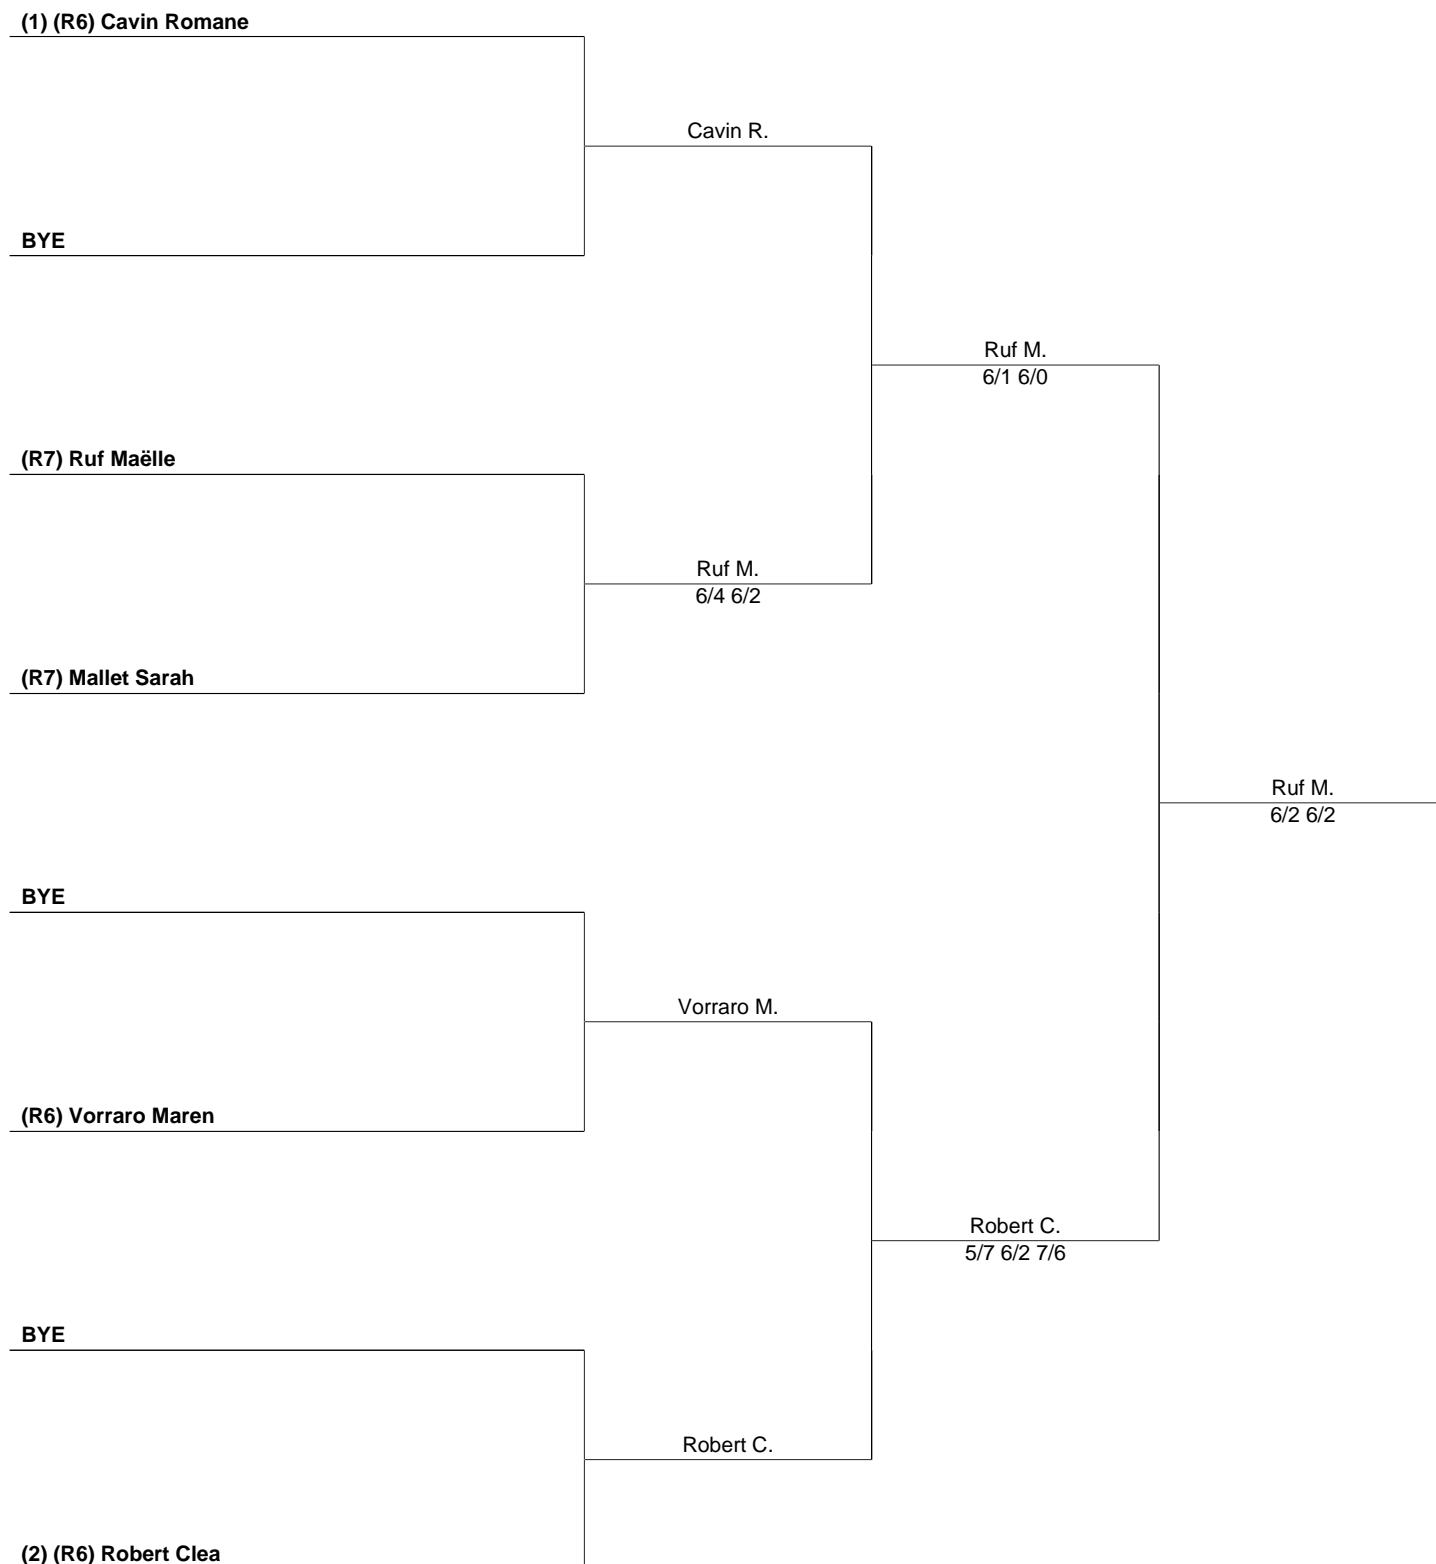 (1) (R6) Cavin Romane
Cavin R.
BYE
Ruf M.
6/1 6/0
(R7) Ruf Maëlle
Ruf M.
6/4 6/2
(R7) Mallet Sarah
Ruf M.
6/2 6/2
BYE
Vorraro M.
(R6) Vorraro Maren
Robert C.
5/7 6/2 7/6
BYE
Robert C.
(2) (R6) Robert Clea